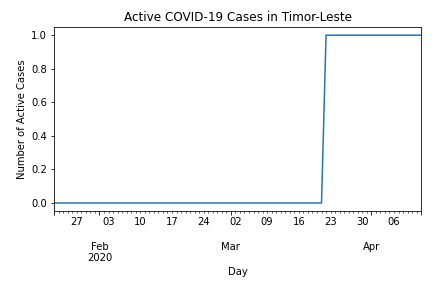 Active COVID-19 Cases in Timor-Leste
Number of Active Cases
1.0
0.8
0.6
0.4
0.2
0.0
27 03 10 17 24 02 09 16 23 30 06
Feb Mar Apr
2020
Day